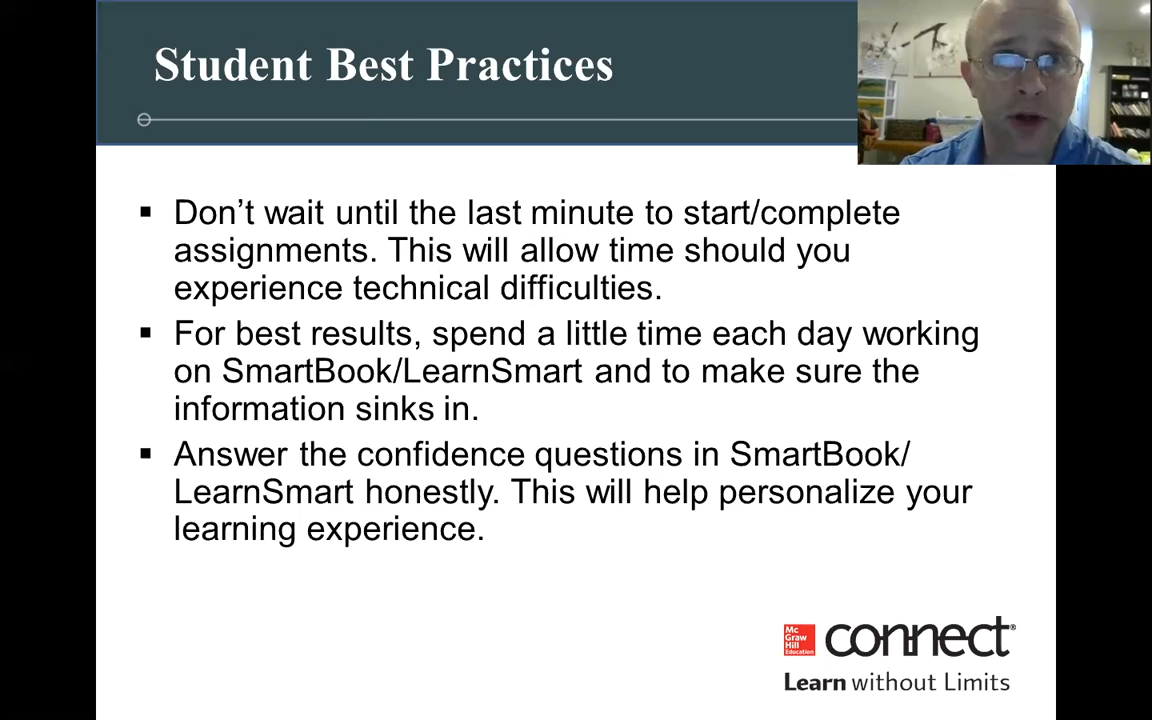 Student Best Practices
▪ Don’t wait until the last minute to start/complete
assignments. This will allow time should you
experience technical difficulties.
▪ For best results, spend a little time each day working
on SmartBook/LearnSmart and to make sure the
information sinks in.
▪ Answer the confidence questions in SmartBook/
LearnSmart honestly. This will help personalize your
learning experience.
Mc
Graw
Hill
Education
connect®
Learn without Limits